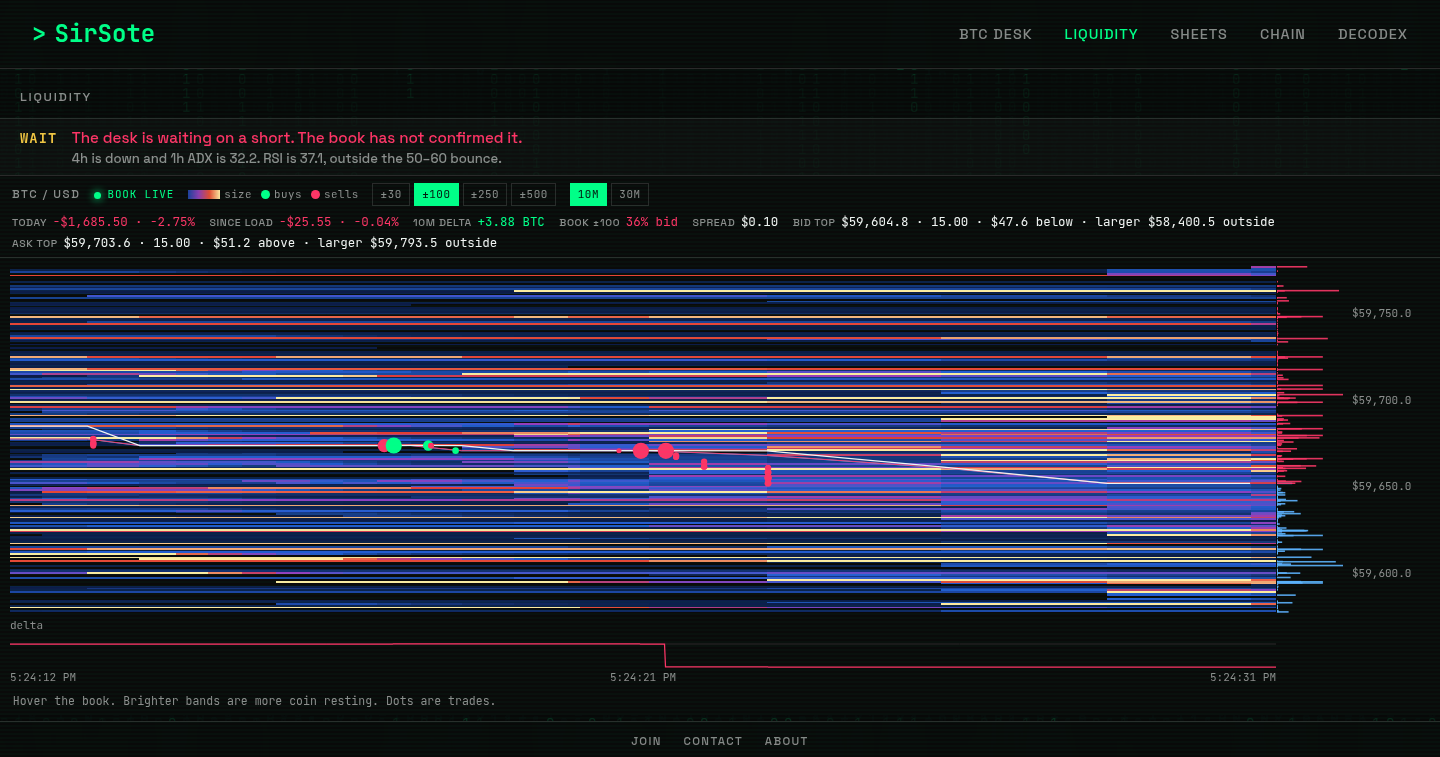 > SirSote
BTC DESK LIQUIDITY SHEETS CHAIN DECODEX
LIQUIDITY
WAIT The desk is waiting on a short. The book has not confirmed it.
4h is down and 1h ADX is 32.2. RSI is 37.1, outside the 50–60 bounce.
BTC / USD BOOK LIVE size buys sells ±30 ±100 ±250 ±500 10M 30M
TODAY -$1,685.50 · -2.75% SINCE LOAD -$25.55 · -0.04% 10M DELTA +3.88 BTC BOOK ±100 36% bid SPREAD $0.10 BID TOP $59,604.8 · 15.00 · $47.6 below · larger $58,400.5 outside
ASK TOP $59,703.6 · 15.00 · $51.2 above · larger $59,793.5 outside
$59,750.0
$59,700.0
$59,650.0
$59,600.0
delta
5:24:12 PM 5:24:21 PM 5:24:31 PM
Hover the book. Brighter bands are more coin resting. Dots are trades.
JOIN CONTACT ABOUT